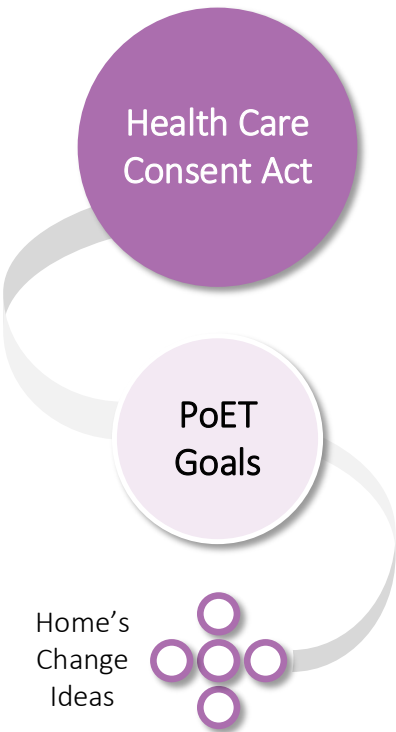 Health Care
Consent Act
PoET
Goals
Home’s
Change
Ideas